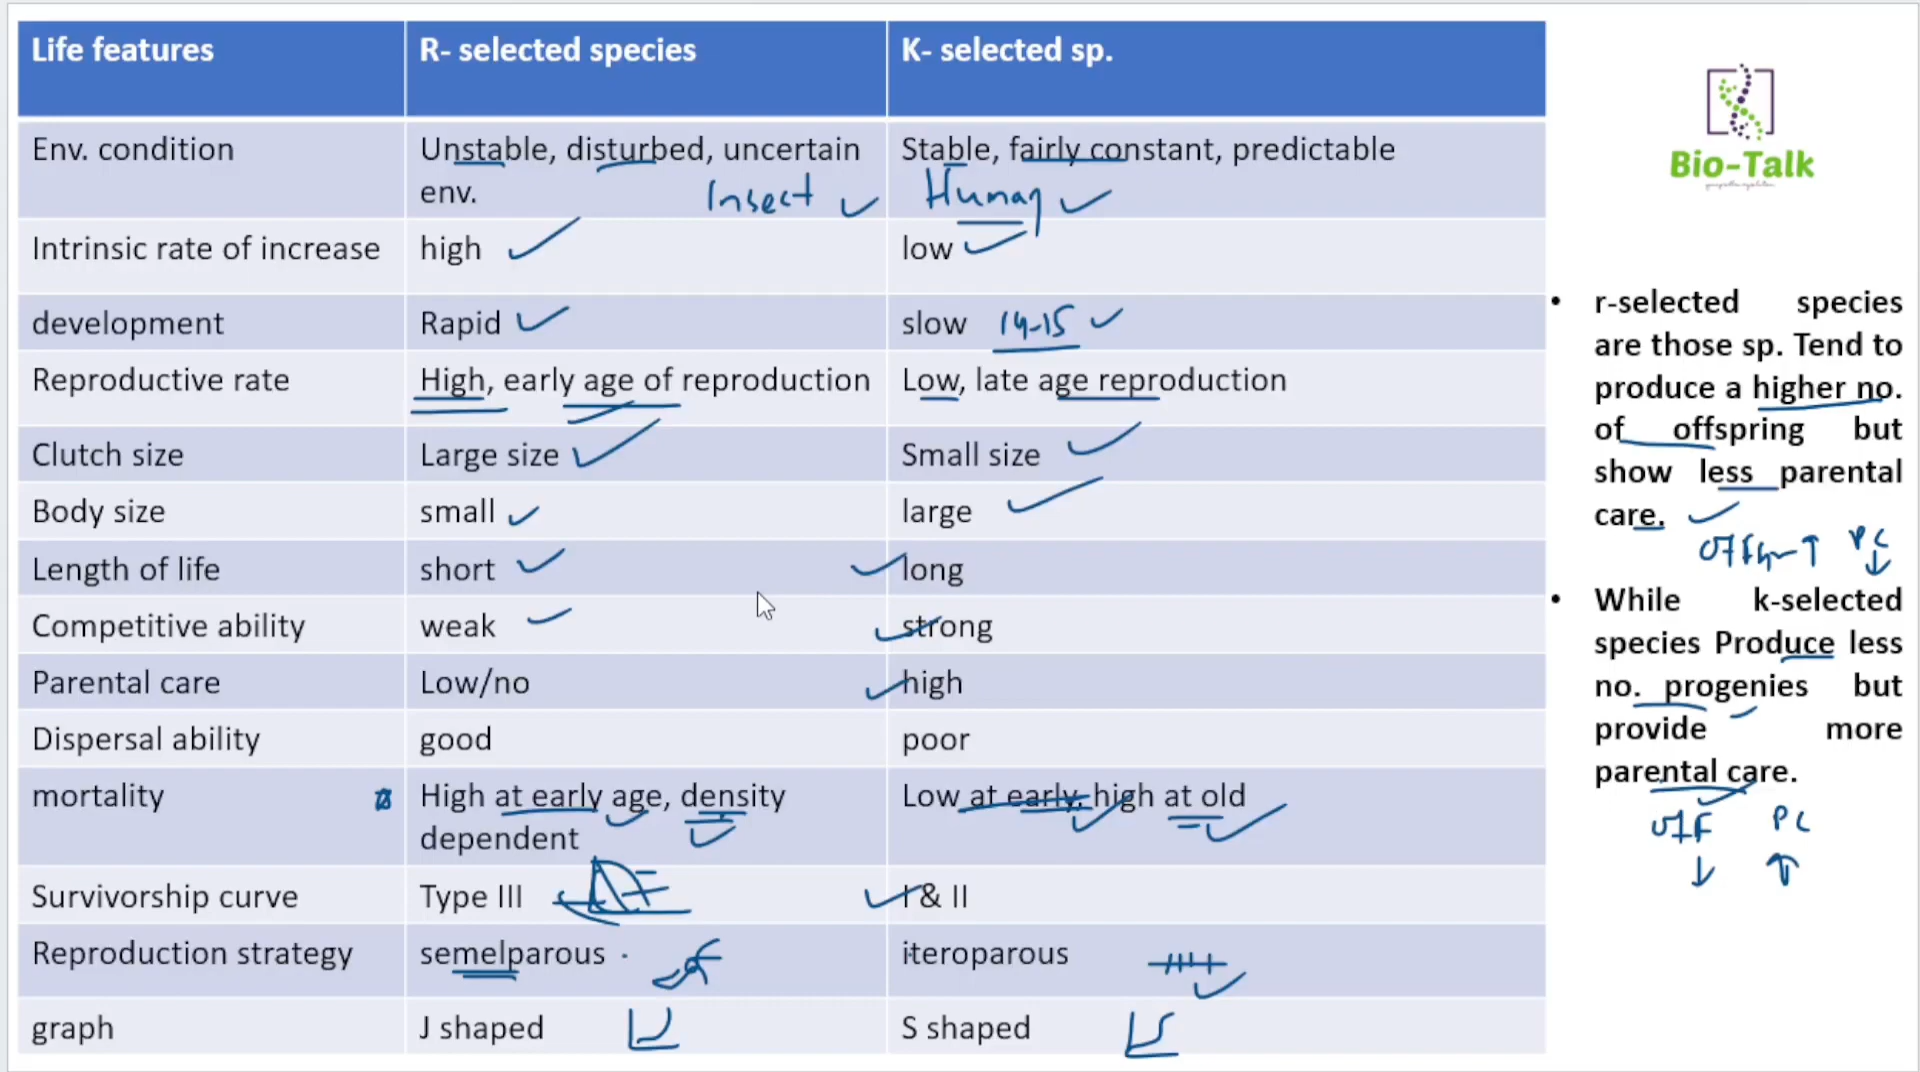 Life features R- selected species K- selected sp.
Env. condition Unstable, disturbed, uncertain Stable, fairly constant, predictable
env. Insect Human
Intrinsic rate of increase high low
development Rapid slow 14-15
Reproductive rate High, early age of reproduction Low, late age reproduction
Clutch size Large size Small size
Body size small large
Length of life short long
Competitive ability weak strong
Parental care Low/no high
Dispersal ability good poor
mortality High at early age, density Low at early, high at old
dependent
Survivorship curve Type III I & II
Reproduction strategy semelparous iteroparous
graph J shaped S shaped
Bio-Talk
• r-selected species
are those sp. Tend to
produce a higher no.
of offspring but
show less parental
care.
PC
• While k-selected
species Produce less
no. progenies but
provide more
parental care.
off PC